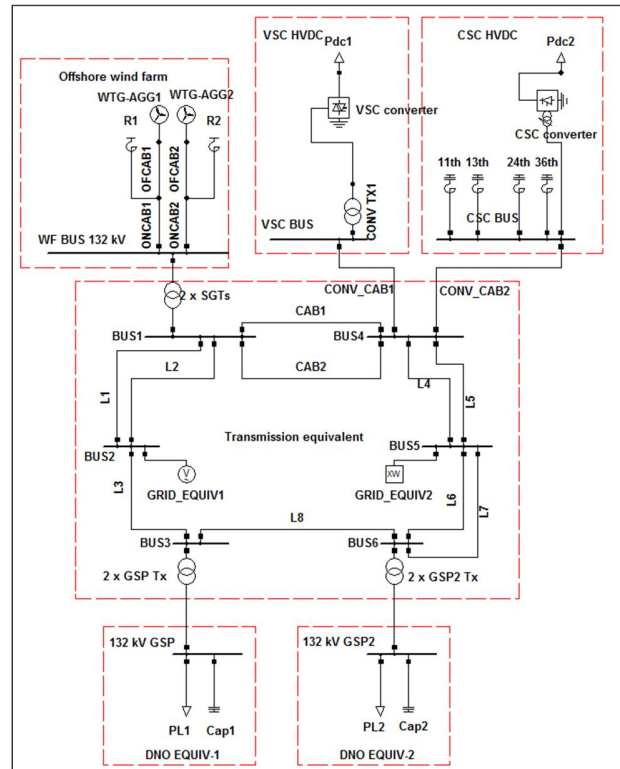 VSC HVDC
CSC HVDC
Pdc1
Pdc2
Offshore wind farm
WTG-AGG1
WTG-AGG2
R1
R2
VSC converter
CSC converter
OFCAB1
OFCAB2
11th
13th
24th
36th
ONCAB1
ONCAB2
CONV TX1
VSC BUS
CSC BUS
WF BUS 132 kV
2 x SGTs
CONV_CAB1
CONV_CAB2
CAB1
BUS1
BUS4
CAB2
L2
L4
L1
L5
Transmission equivalent
BUS2
BUS5
V
XW
GRID_EQUIV1
GRID_EQUIV2
L3
L6
L7
L8
BUS3
BUS6
2 x GSP Tx
2 x GSP2 Tx
132 kV GSP
132 kV GSP2
PL1
Cap1
PL2
Cap2
DNO EQUIV-1
DNO EQUIV-2